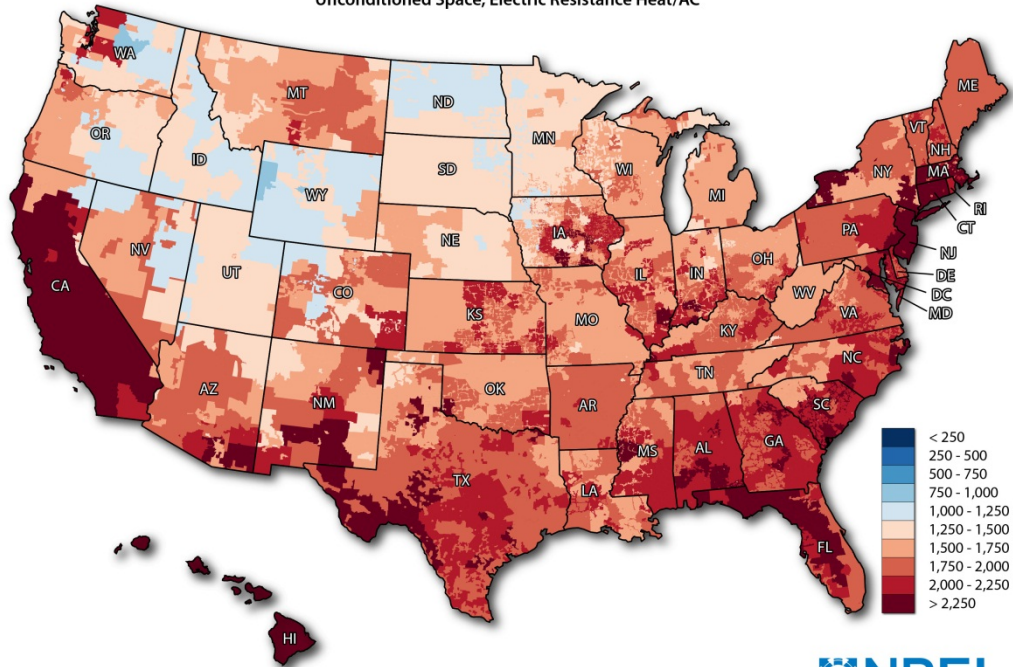 Unconditioned Space, Electric Resistance Heat/AC
WA
MT
ND
MN
ME
VT
NH
OR
ID
WY
SD
WI
MI
NY
MA
RI
CT
NV
UT
CO
NE
IA
IL
IN
OH
PA
NJ
DE
DC
MD
CA
KS
MO
KY
WV
VA
AZ
NM
OK
AR
TN
NC
SC
TX
LA
MS
AL
GA
FL
HI
< 250
250 - 500
500 - 750
750 - 1,000
1,000 - 1,250
1,250 - 1,500
1,500 - 1,750
1,750 - 2,000
2,000 - 2,250
> 2,250
NREL